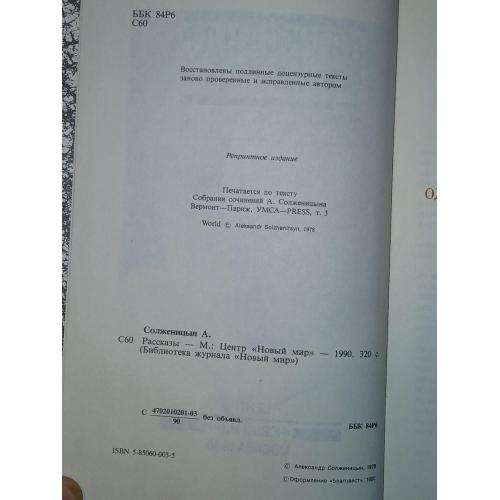 ББК 84Р6
С60
Восстановлены подлинные доцензурные тексты
заново проверенные и исправленные автором
Репринтное издание
Печатается по тексту
Собрания сочинений А. Солженицына
Вермонт—Париж, YMCA—PRESS, т. 3
World © Aleksandr Solzhenitsyn, 1978
Солженицын А.
С60 Рассказы — М.: Центр «Новый мир» — 1990. 320 с.
(Библиотека журнала «Новый мир»)
С 4702010201-03 без объявл.
90
ББК 84Р6
ISBN 5-85060-003-5
© Александр Солженицын, 1978
© Оформление «Благовест», 1990